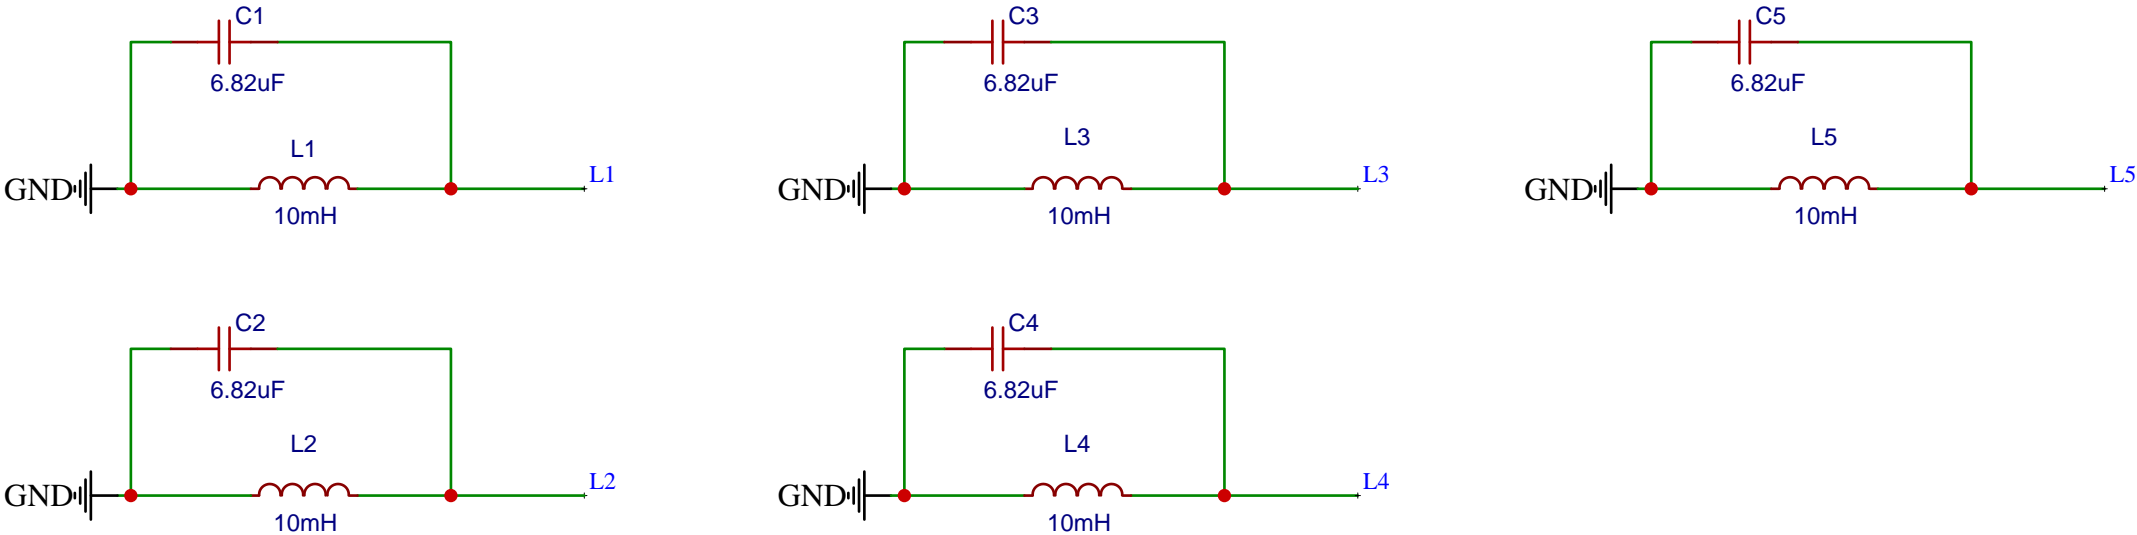 C1
6.82uF
L1
GND
L1
10mH
C3
6.82uF
L3
GND
L3
10mH
C5
6.82uF
L5
GND
L5
10mH
C2
6.82uF
L2
GND
L2
10mH
C4
6.82uF
L4
GND
L4
10mH